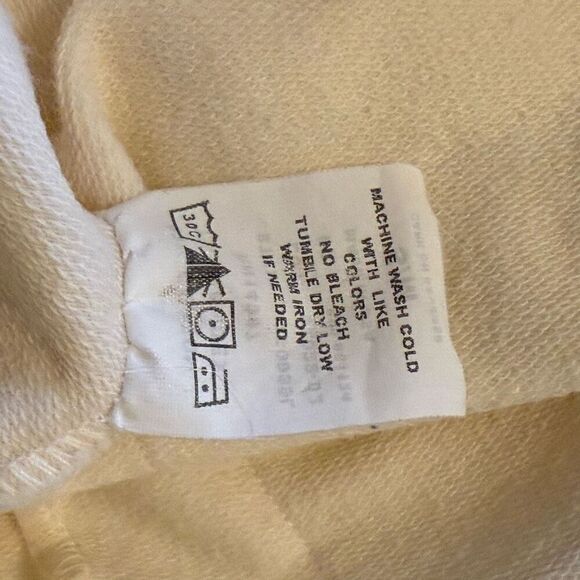 MACHINE WASH COLD
WITH LIKE
COLORS
NO BLEACH
TUMBLE DRY LOW
WARM IRON
IF NEEDED
30C